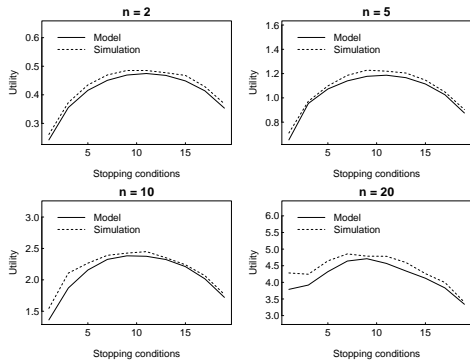 n = 2
Utility
0.6
0.5
0.4
0.3
Model
Simulation
5
10
15
Stopping conditions
n = 5
Utility
1.6
1.4
1.2
1.0
0.8
Model
Simulation
5
10
15
Stopping conditions
n = 10
Utility
3.0
2.5
2.0
1.5
Model
Simulation
5
10
15
Stopping conditions
n = 20
Utility
6.0
5.5
5.0
4.5
4.0
3.5
3.0
Model
Simulation
5
10
15
Stopping conditions